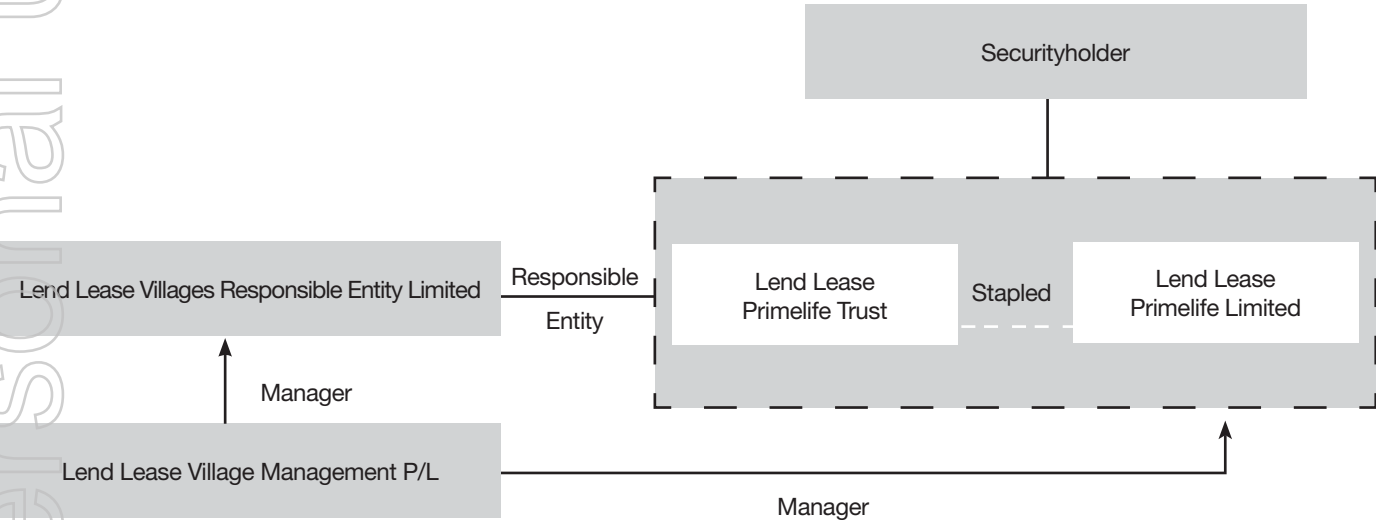 Securityholder
Lend Lease Villages Responsible Entity Limited
Responsible
Entity
Lend Lease
Primelife Trust
Stapled
Lend Lease
Primelife Limited
Manager
Lend Lease Village Management P/L
Manager
ersonal u